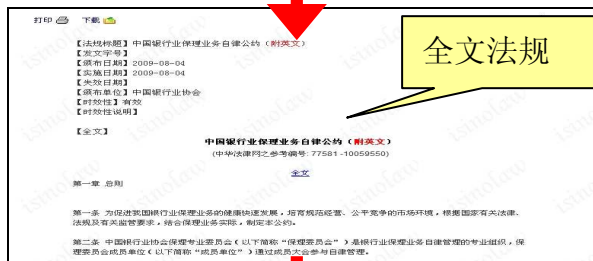 打印 下载
全文法规
【法规标题】中国银行业保理业务自律公约（附英文）
【发文字号】
【颁布日期】2009-08-04
【实施日期】2009-08-04
【失效日期】
【颁布单位】中国银行业协会
【时效性】有效
【时效性说明】
【全文】
中国银行业保理业务自律公约（附英文）
(中华法律网之参考编号: 77581 -10059550)
全文
第一章 总则
第一条 为促进我国银行业保理业务的健康快速发展，培育规范经营、公平竞争的市场环境，根据国家有关法律、
法规及有关监管要求，结合保理业务实际，制定本公约。
第二条 中国银行业协会保理专业委员会（以下简称“保理委员会”）是银行业保理业务自律管理的专业组织，保
理委员会成员单位（以下简称“成员单位”）通过成员大会参与自律管理。
isinolaw